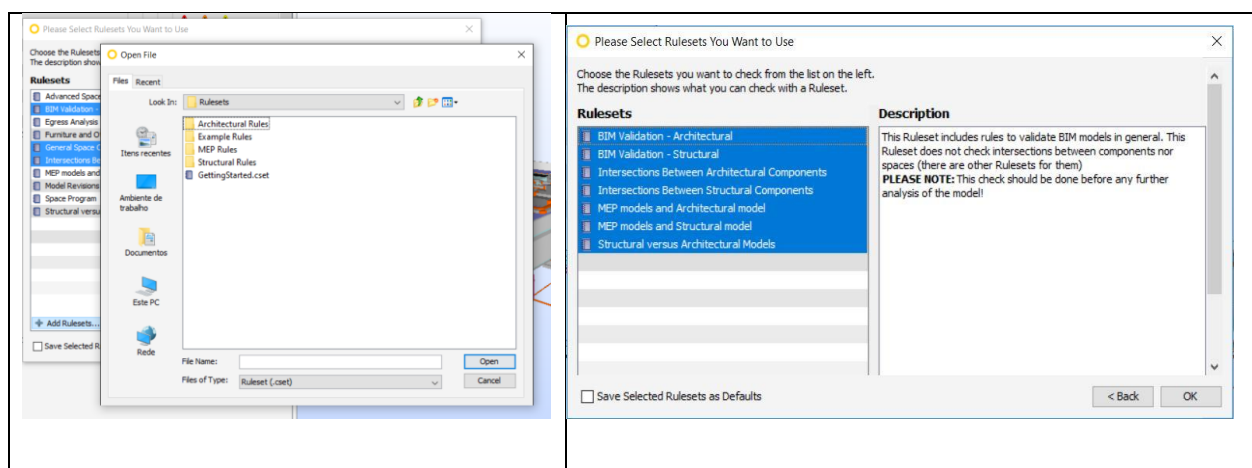 Please Select Rulesets You Want to Use
Choose the Rulesets
The description show
Rulesets
Advanced Space
BIM Validation -
Egress Analysis
Furniture and O
General Space C
Intersections Be
MEP models and
Model Revisions
Space Program
Structural versu
Add Rulesets...
Save Selected R
Open File
Files
Recent
Look In:
Rulesets
Itens recentes
Ambiente de
trabalho
Documentos
Este PC
Rede
Architectural Rules
Example Rules
MEP Rules
Structural Rules
GettingStarted.cset
File Name:
Open
Files of Type:
Ruleset (.cset)
Cancel
Please Select Rulesets You Want to Use
Choose the Rulesets you want to check from the list on the left.
The description shows what you can check with a Ruleset.
Rulesets
BIM Validation - Architectural
BIM Validation - Structural
Intersections Between Architectural Components
Intersections Between Structural Components
MEP models and Architectural model
MEP models and Structural model
Structural versus Architectural Models
Description
This Ruleset includes rules to validate BIM models in general. This
Ruleset does not check intersections between components nor
spaces (there are other Rulesets for them)
PLEASE NOTE: This check should be done before any further
analysis of the model!
Save Selected Rulesets as Defaults
< Back
OK